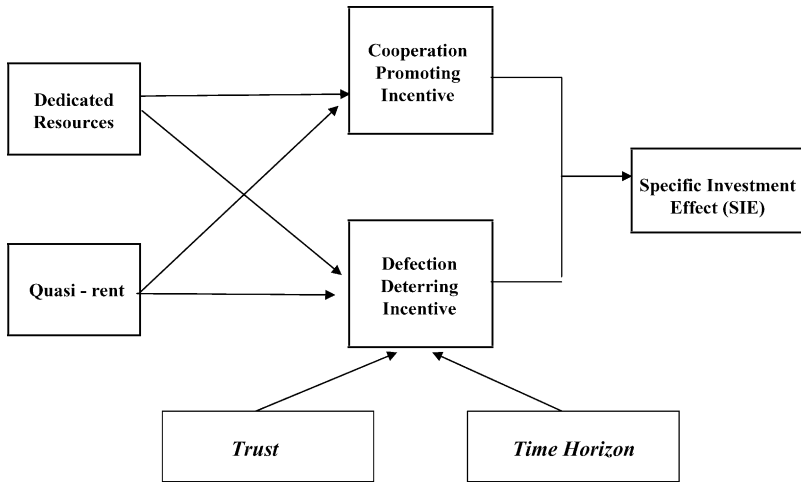 Cooperation
Promoting
Incentive
Dedicated
Resources
Specific Investment
Effect (SIE)
Quasi - rent
Defection
Deterring
Incentive
Trust
Time Horizon